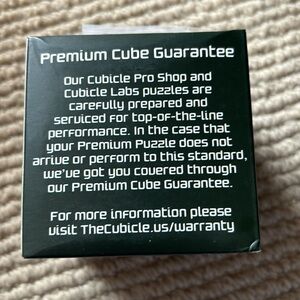 Premium Cube Guarantee
Our Cubicle Pro Shop and
Cubicle Labs puzzles are
carefully prepared and
serviced for top-of-the-line
performance. In the case that
your Premium Puzzle does not
arrive or perform to this standard,
we've got you covered through
our Premium Cube Guarantee.
For more information please
visit TheCubicle.us/warranty